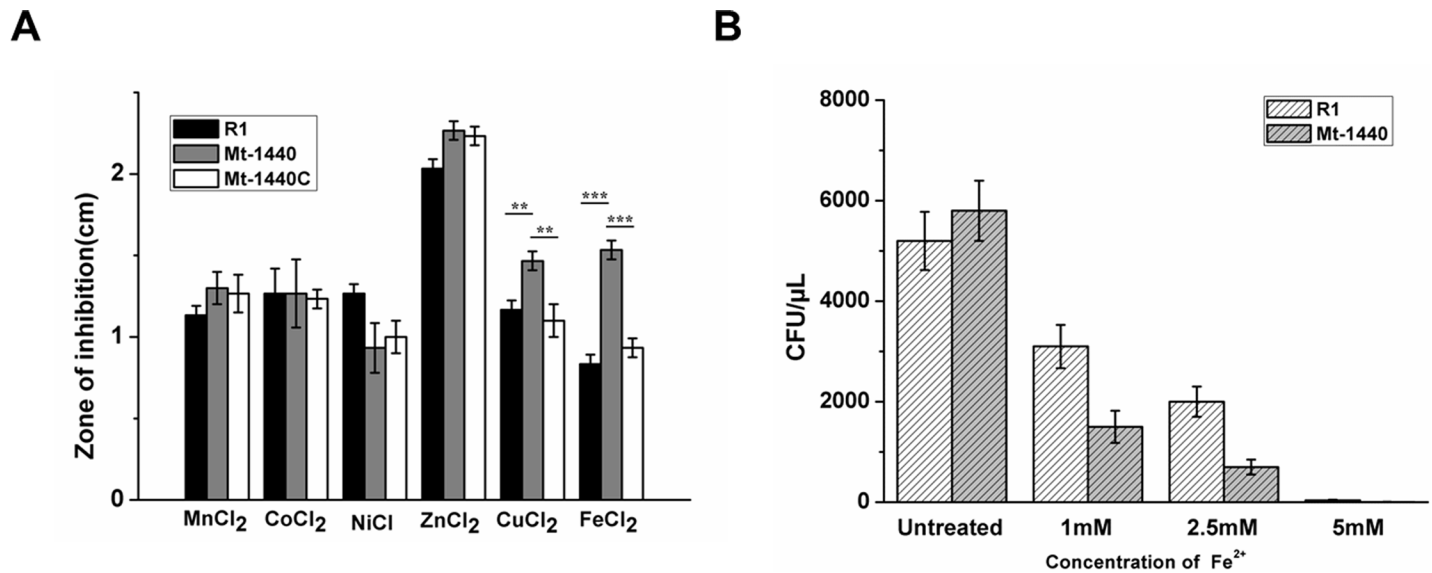 A
Zone of inhibition(cm)
2
1
0
R1
Mt-1440
Mt-1440C
** **
*** ***
MnCl2 CoCl2 NiCl ZnCl2 CuCl2 FeCl2
B
CFU/µL
8000
6000
4000
2000
0
R1
Mt-1440
Untreated 1mM 2.5mM 5mM
Concentration of Fe2+